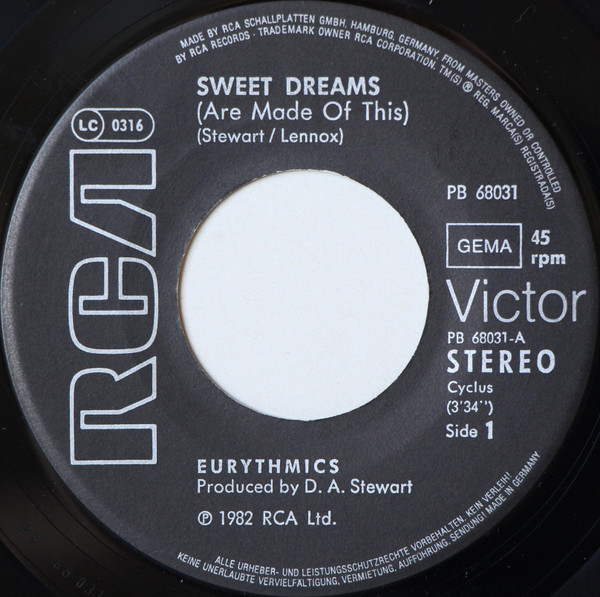 MADE BY RCA SCHALLPLATTEN GMBH, HAMBURG, GERMANY, FROM MASTERS OWNED OR CONTROLLED
BY RCA RECORDS · TRADEMARK OWNER RCA CORPORATION. TM(S) ® REG. MARCA(S) REGISTRADA(S)
SWEET DREAMS
(Are Made Of This)
(Stewart / Lennox)
LC 0316
RCA
PB 68031
GEMA
45
rpm
Victor
PB 68031-A
STEREO
Cyclus
(3'34'')
Side 1
EURYTHMICS
Produced by D. A. Stewart
℗ 1982 RCA Ltd.
ALLE URHEBER- UND LEISTUNGSSCHUTZRECHTE VORBEHALTEN. KEIN VERLEIH!
KEINE UNERLAUBTE VERVIELFÄLTIGUNG, VERMIETUNG, AUFFÜHRUNG, SENDUNG! MADE IN GERMANY